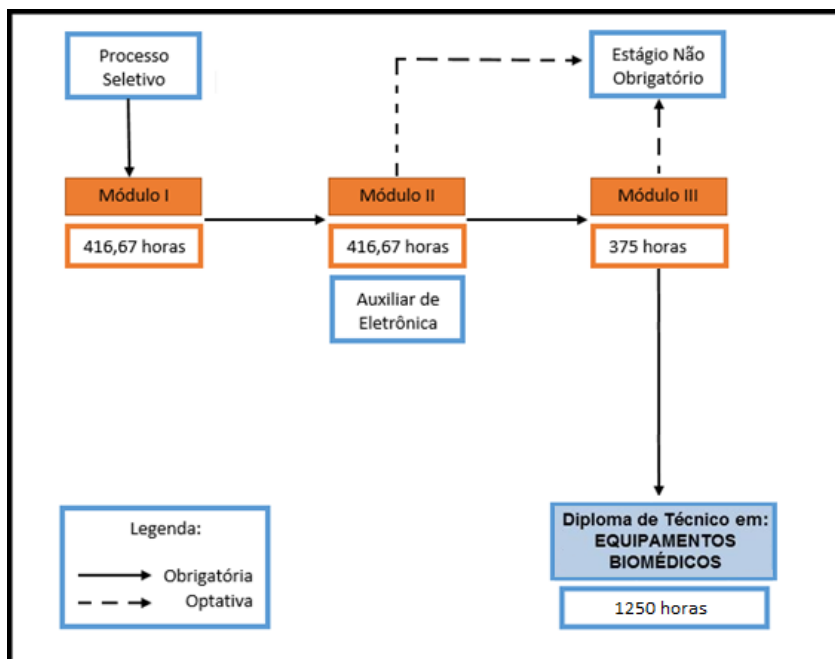 Processo
Seletivo
Estágio Não
Obrigatório
Módulo I
Módulo II
Módulo III
416,67 horas
416,67 horas
375 horas
Auxiliar de
Eletrônica
Legenda:
Obrigatória
Optativa
Diploma de Técnico em:
EQUIPAMENTOS
BIOMÉDICOS
1250 horas